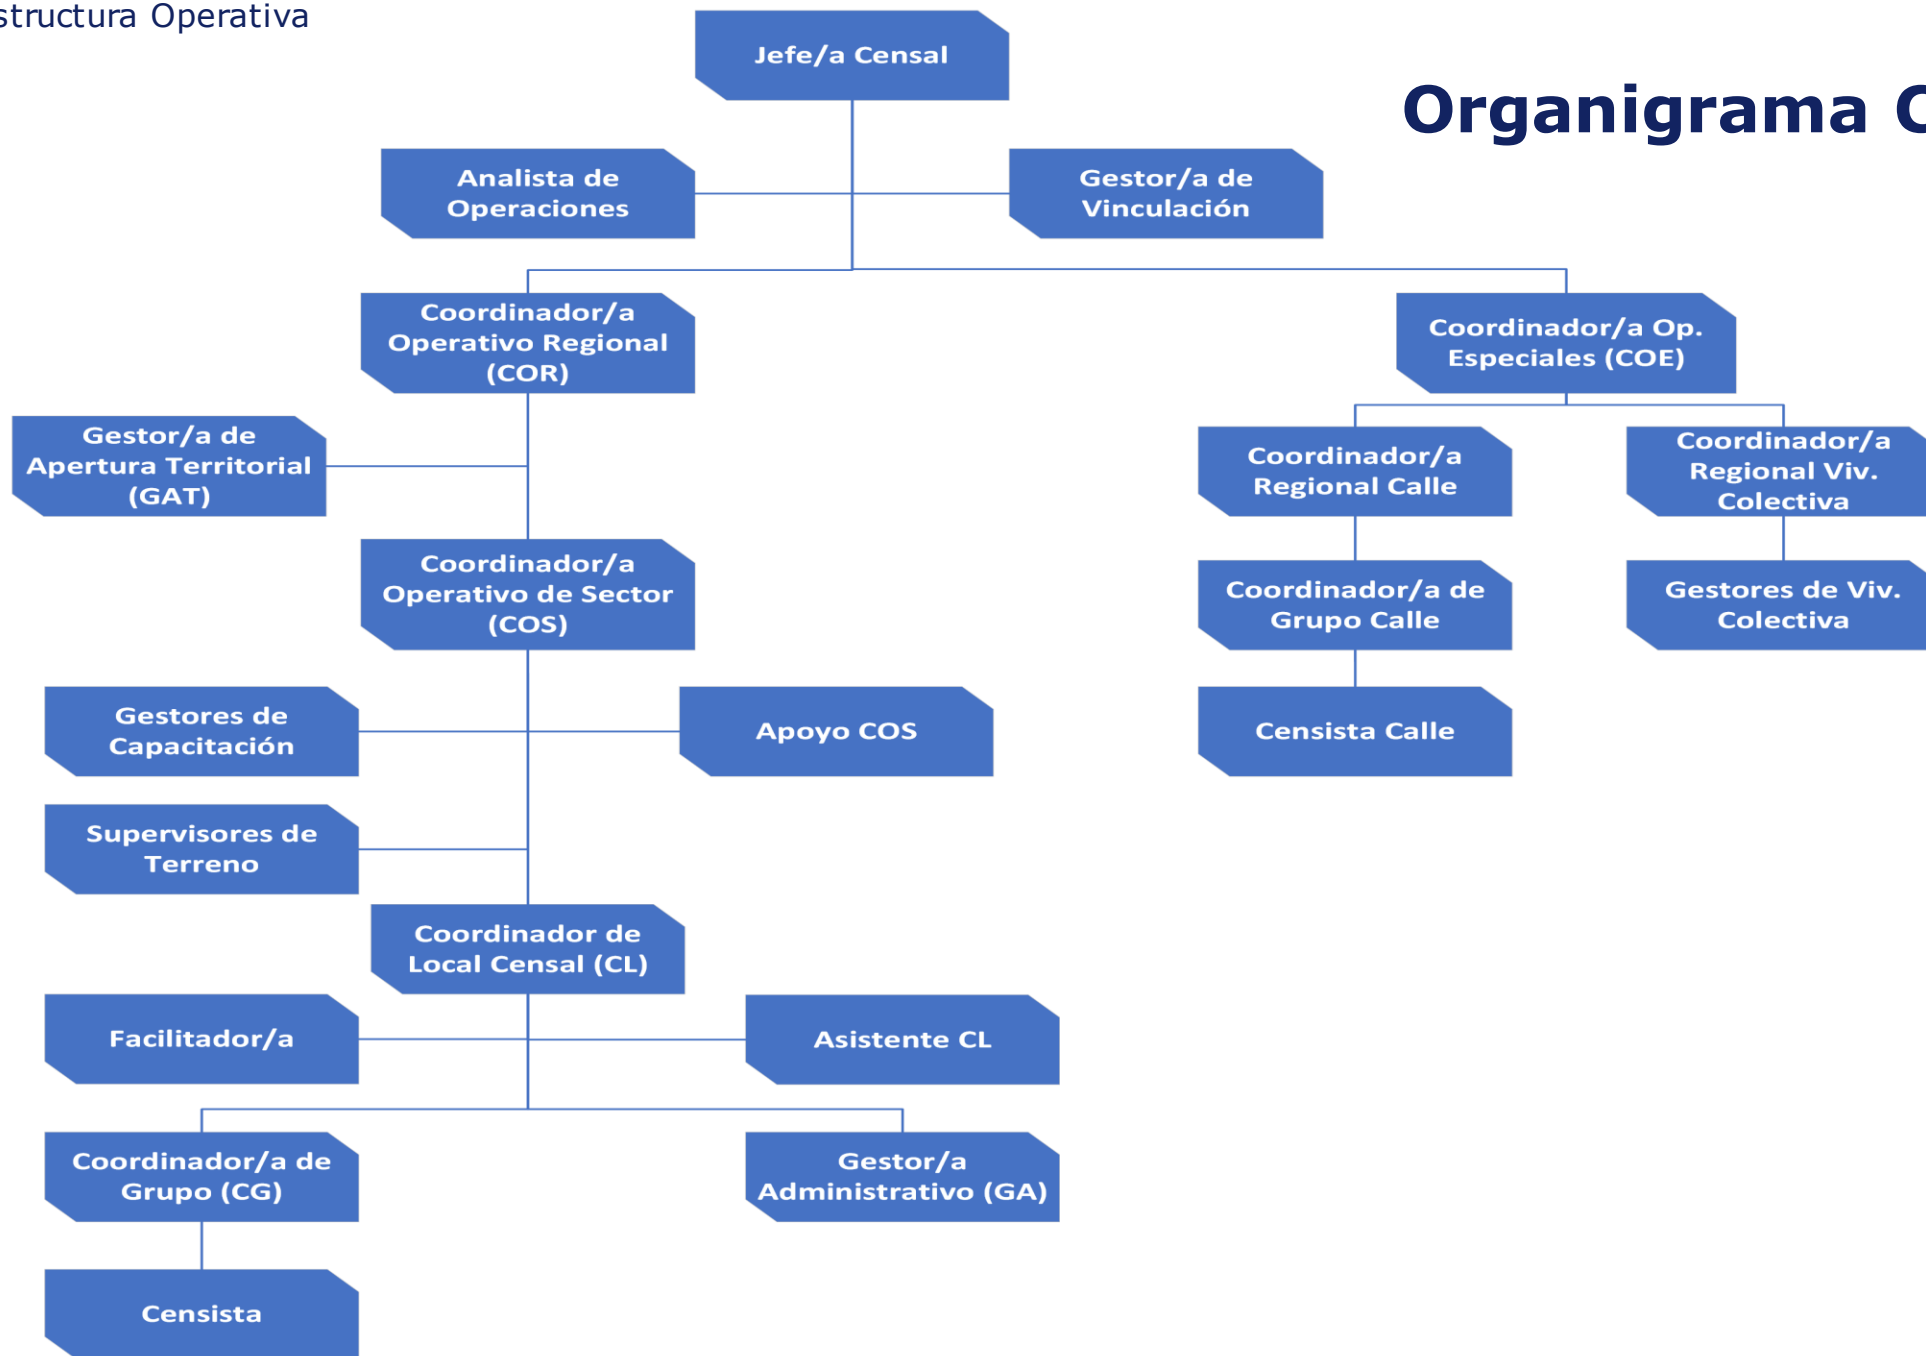 structura Operativa
Jefe/a Censal
Organigrama
Analista de
Operaciones
Gestor/a de
Vinculación
Coordinador/a
Operativo Regional
(COR)
Coordinador/a Op.
Especiales (COE)
Gestor/a de
Apertura Territorial
(GAT)
Coordinador/a
Regional Calle
Coordinador/a
Regional Viv.
Colectiva
Coordinador/a
Operativo de Sector
(COS)
Coordinador/a de
Grupo Calle
Gestores de Viv.
Colectiva
Gestores de
Capacitación
Apoyo COS
Censista Calle
Supervisores de
Terreno
Coordinador de
Local Censal (CL)
Facilitador/a
Asistente CL
Coordinador/a de
Grupo (CG)
Gestor/a
Administrativo (GA)
Censista